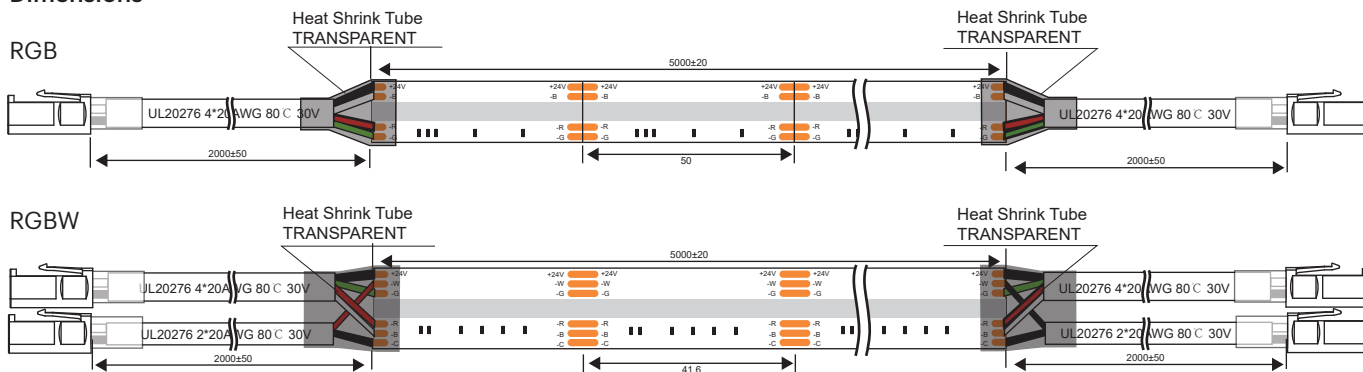 Dimensions
Heat Shrink Tube
TRANSPARENT
Heat Shrink Tube
TRANSPARENT
RGB
5000±20
+24V +24V +24V +24V +24V +24V
-B -B -B -B -B -B
UL20276 4*20AWG 80℃ 30V
UL20276 4*20AWG 80℃ 30V
-R -R -R -R -R -R
-G -G -G -G -G -G
2000±50
50
2000±50
RGBW
Heat Shrink Tube
TRANSPARENT
Heat Shrink Tube
TRANSPARENT
5000±20
+24V +24V +24V +24V +24V +24V
-W -W -W -W -W -W
-G -G -G -G -G -G
UL20276 4*20AWG 80℃ 30V
UL20276 4*20AWG 80℃ 30V
-R -R -R -R -R -R
-B -B -B -B -B -B
-C -C -C -C -C -C
UL20276 2*20AWG 80℃ 30V
UL20276 2*20AWG 80℃ 30V
2000±50
41.6
2000±50